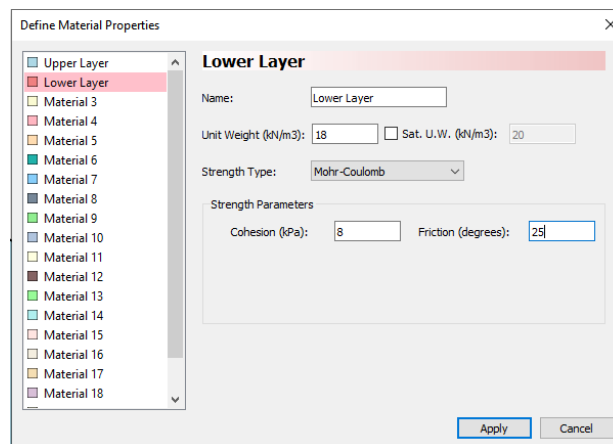 Define Material Properties
Upper Layer
Lower Layer
Material 3
Material 4
Material 5
Material 6
Material 7
Material 8
Material 9
Material 10
Material 11
Material 12
Material 13
Material 14
Material 15
Material 16
Material 17
Material 18
Lower Layer
Name: Lower Layer
Unit Weight (kN/m3): 18 Sat. U.W. (kN/m3): 20
Strength Type: Mohr-Coulomb
Strength Parameters
Cohesion (kPa): 8 Friction (degrees): 25
Apply Cancel